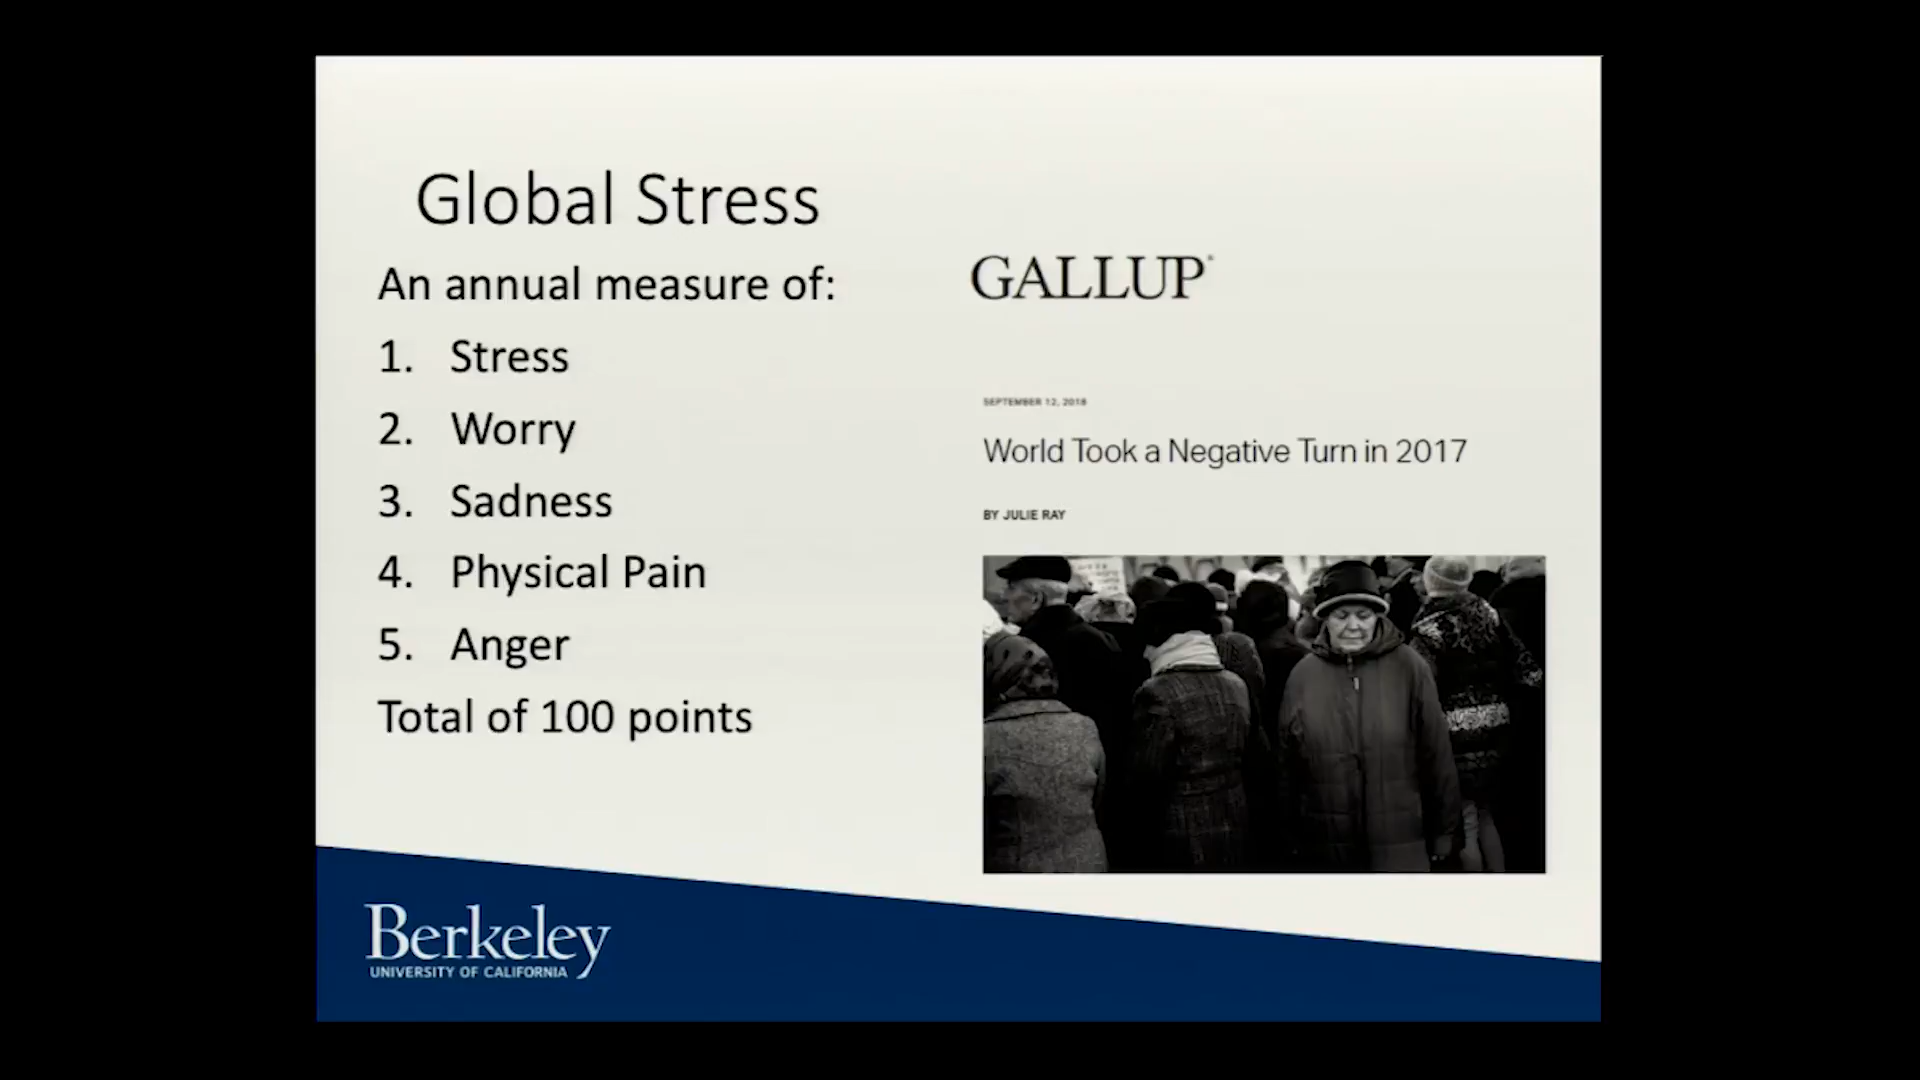 Global Stress
An annual measure of:
1. Stress
2. Worry
3. Sadness
4. Physical Pain
5. Anger
Total of 100 points
GALLUP
SEPTEMBER 12, 2018
World Took a Negative Turn in 2017
BY JULIE RAY
Berkeley
UNIVERSITY OF CALIFORNIA